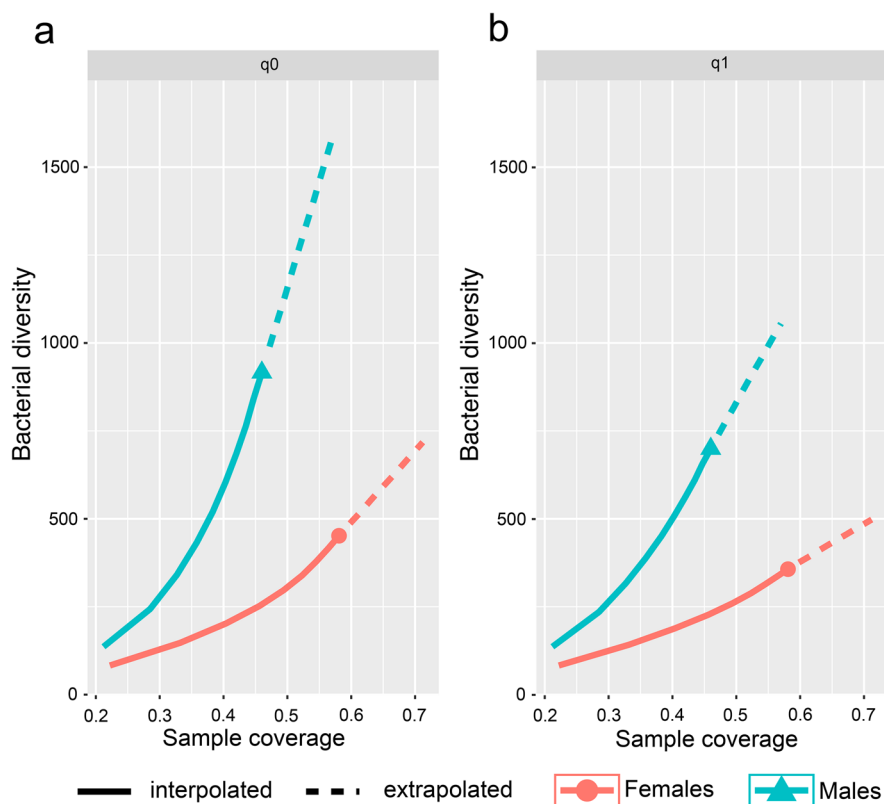 a
q0
1500
1000
500
0
Bacterial diversity
0.2 0.3 0.4 0.5 0.6 0.7
Sample coverage
b
q1
1500
1000
500
0
Bacterial diversity
0.2 0.3 0.4 0.5 0.6 0.7
Sample coverage
interpolated extrapolated Females Males